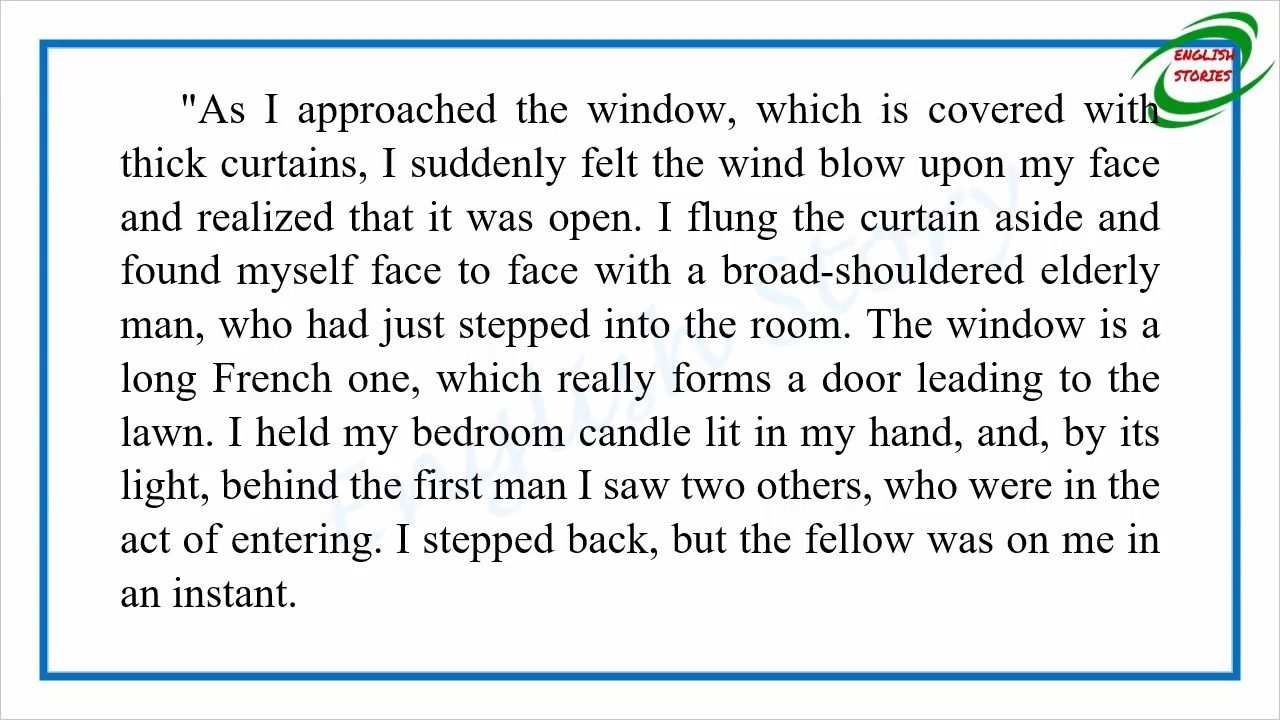 ENGLISH
STORIES
"As I approached the window, which is covered with
thick curtains, I suddenly felt the wind blow upon my face
and realized that it was open. I flung the curtain aside and
found myself face to face with a broad-shouldered elderly
man, who had just stepped into the room. The window is a
long French one, which really forms a door leading to the
lawn. I held my bedroom candle lit in my hand, and, by its
light, behind the first man I saw two others, who were in the
act of entering. I stepped back, but the fellow was on me in
an instant.
English Story